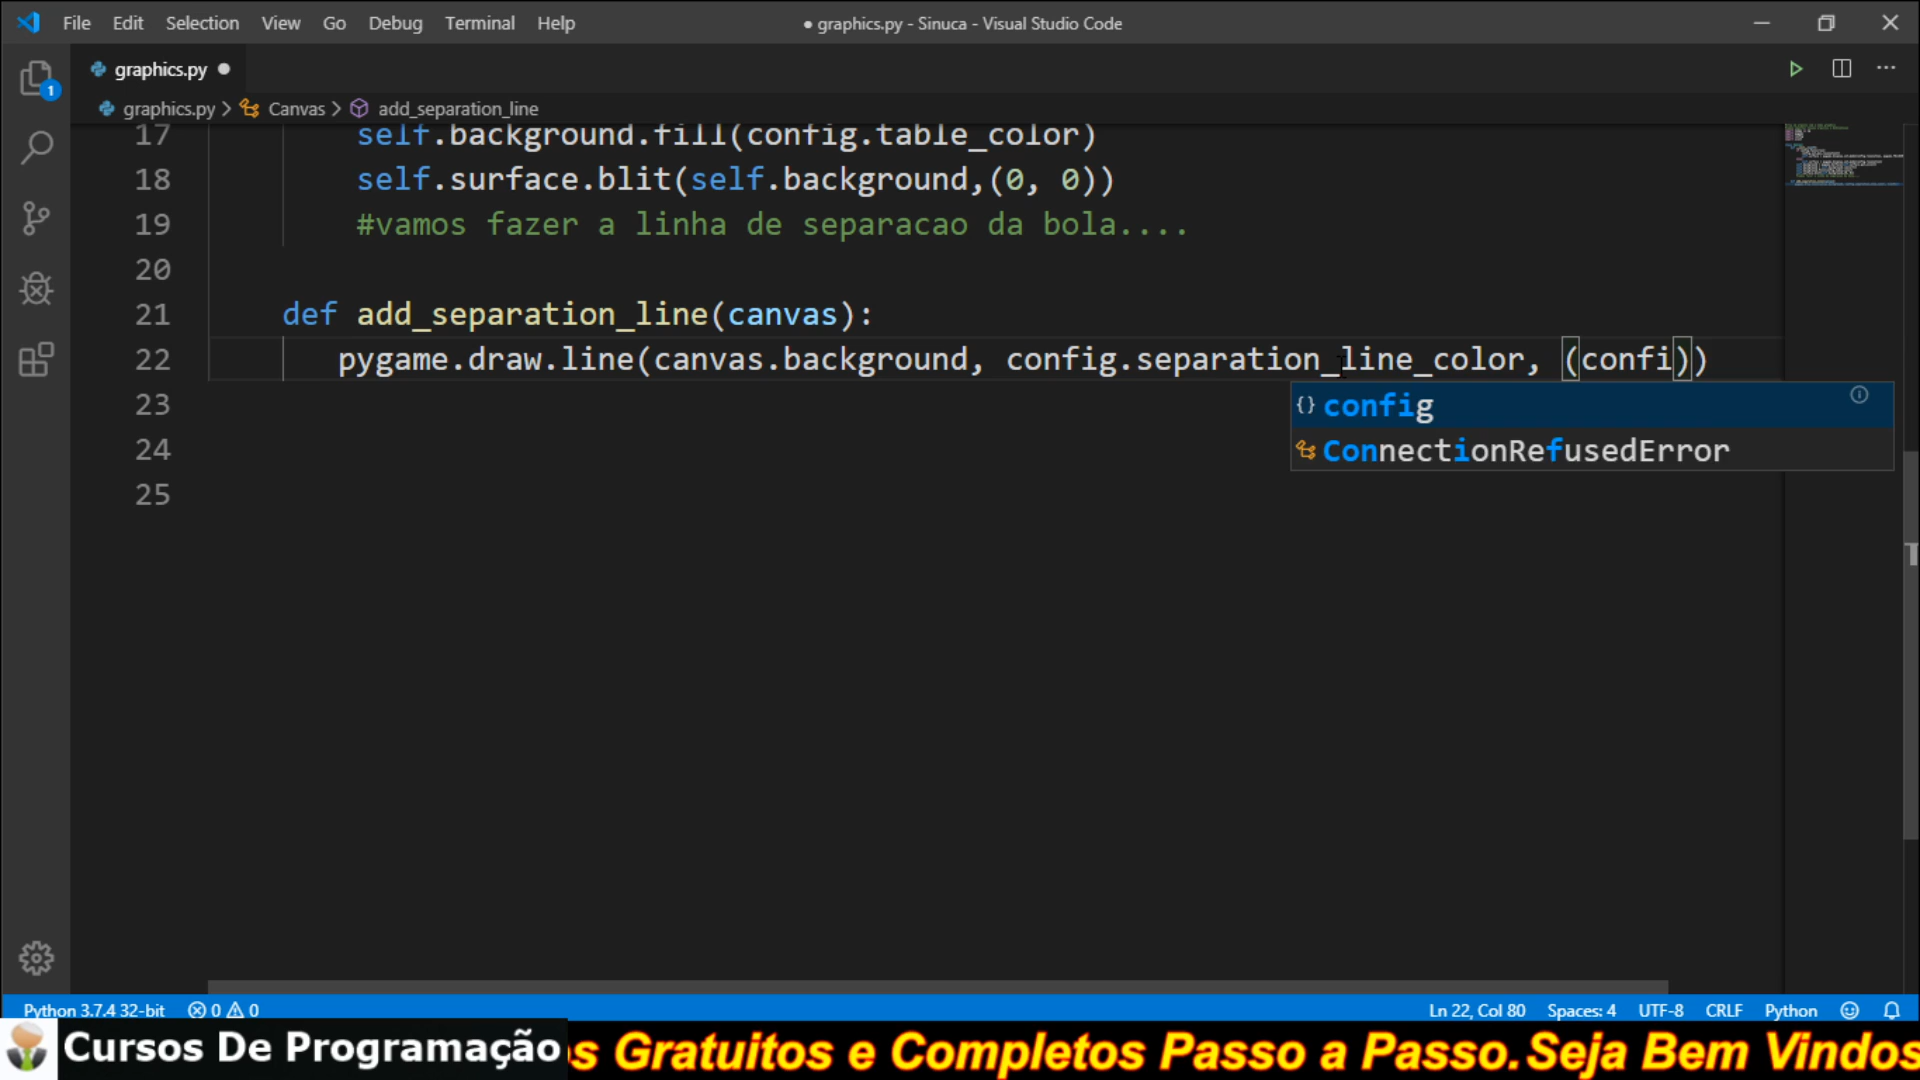 File Edit Selection View Go Debug Terminal Help
● graphics.py - Sinuca - Visual Studio Code
graphics.py ●
graphics.py > Canvas > add_separation_line
17 self.background.fill(config.table_color)
18 self.surface.blit(self.background,(0, 0))
19 #vamos fazer a linha de separacao da bola....
20
21 def add_separation_line(canvas):
22 pygame.draw.line(canvas.background, config.separation_line_color, (confi))
config
ConnectionRefusedError
23
24
25
1
Python 3.7.4 32-bit 0 0 Ln 22, Col 80 Spaces: 4 UTF-8 CRLF Python
Cursos De Programação
s Gratuitos e Completos Passo a Passo. Seja Bem Vindos